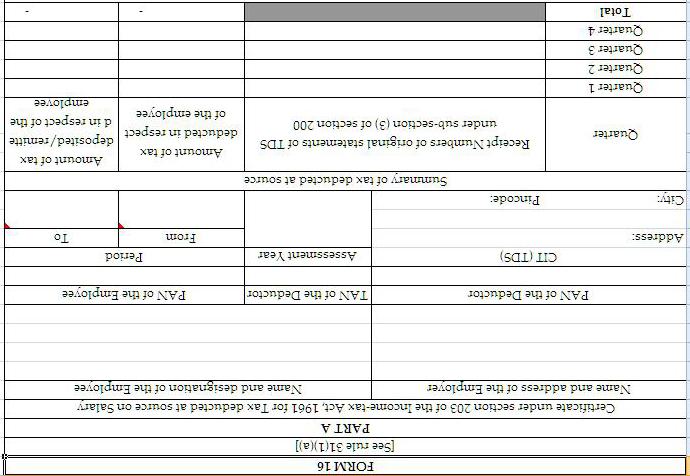 FORM 16
[See rule 31(1)(a)]
PART A
Certificate under section 203 of the Income-tax Act, 1961 for Tax deducted at source on Salary
Name and address of the Employer
Name and designation of the Employee
PAN of the Deductor
TAN of the Deductor
PAN of the Employee
CIT (TDS)
Assessment Year
Period
Address:
From
To
City:
Pincode:
Summary of tax deducted at source
Quarter
Receipt Numbers of original statements of TDS
under sub-section (3) of section 200
Amount of tax
deducted in respect
of the employee
Amount of tax
deposited/remitte
d in respect of the
employee
Quarter 1
Quarter 2
Quarter 3
Quarter 4
Total
-
-